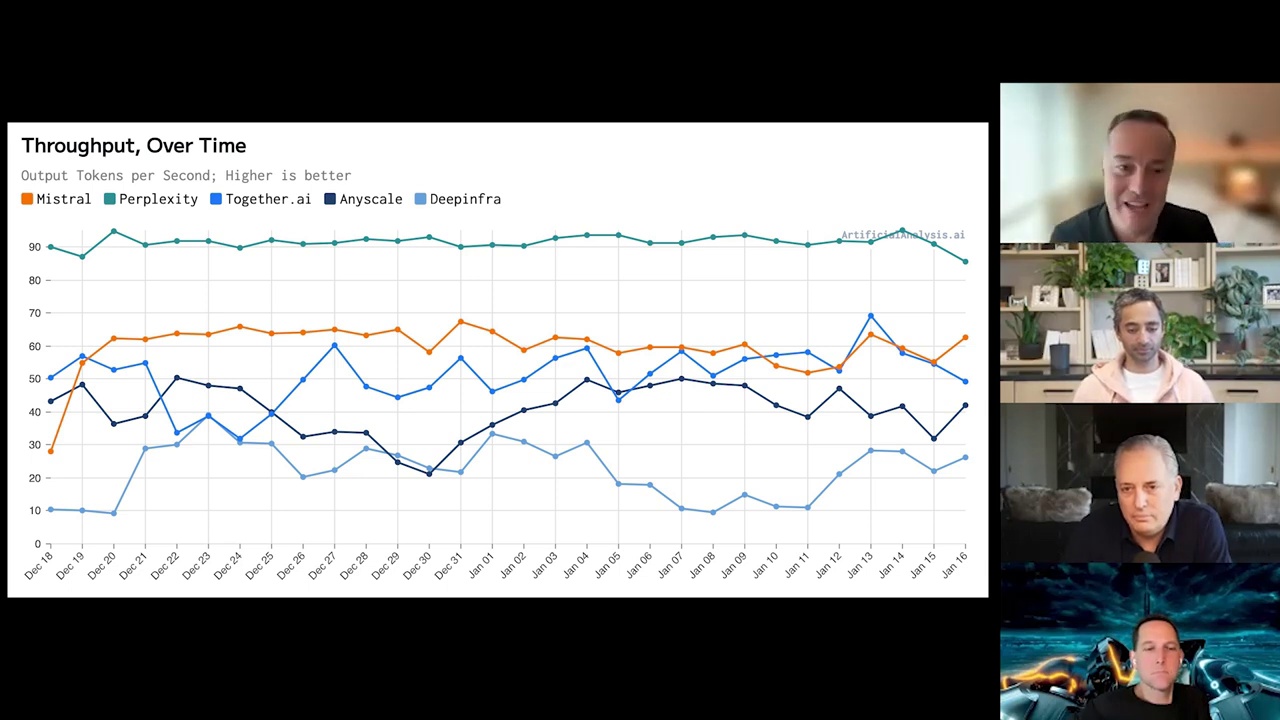 Throughput, Over Time
Output Tokens per Second; Higher is better
Mistral Perplexity Together.ai Anyscale Deepinfra
ArtificialAnalysis.ai
90
80
70
60
50
40
30
20
10
0
Dec 18 Dec 19 Dec 20 Dec 21 Dec 22 Dec 23 Dec 24 Dec 25 Dec 26 Dec 27 Dec 28 Dec 29 Dec 30 Dec 31 Jan 01 Jan 02 Jan 03 Jan 04 Jan 05 Jan 06 Jan 07 Jan 08 Jan 09 Jan 10 Jan 11 Jan 12 Jan 13 Jan 14 Jan 15 Jan 16